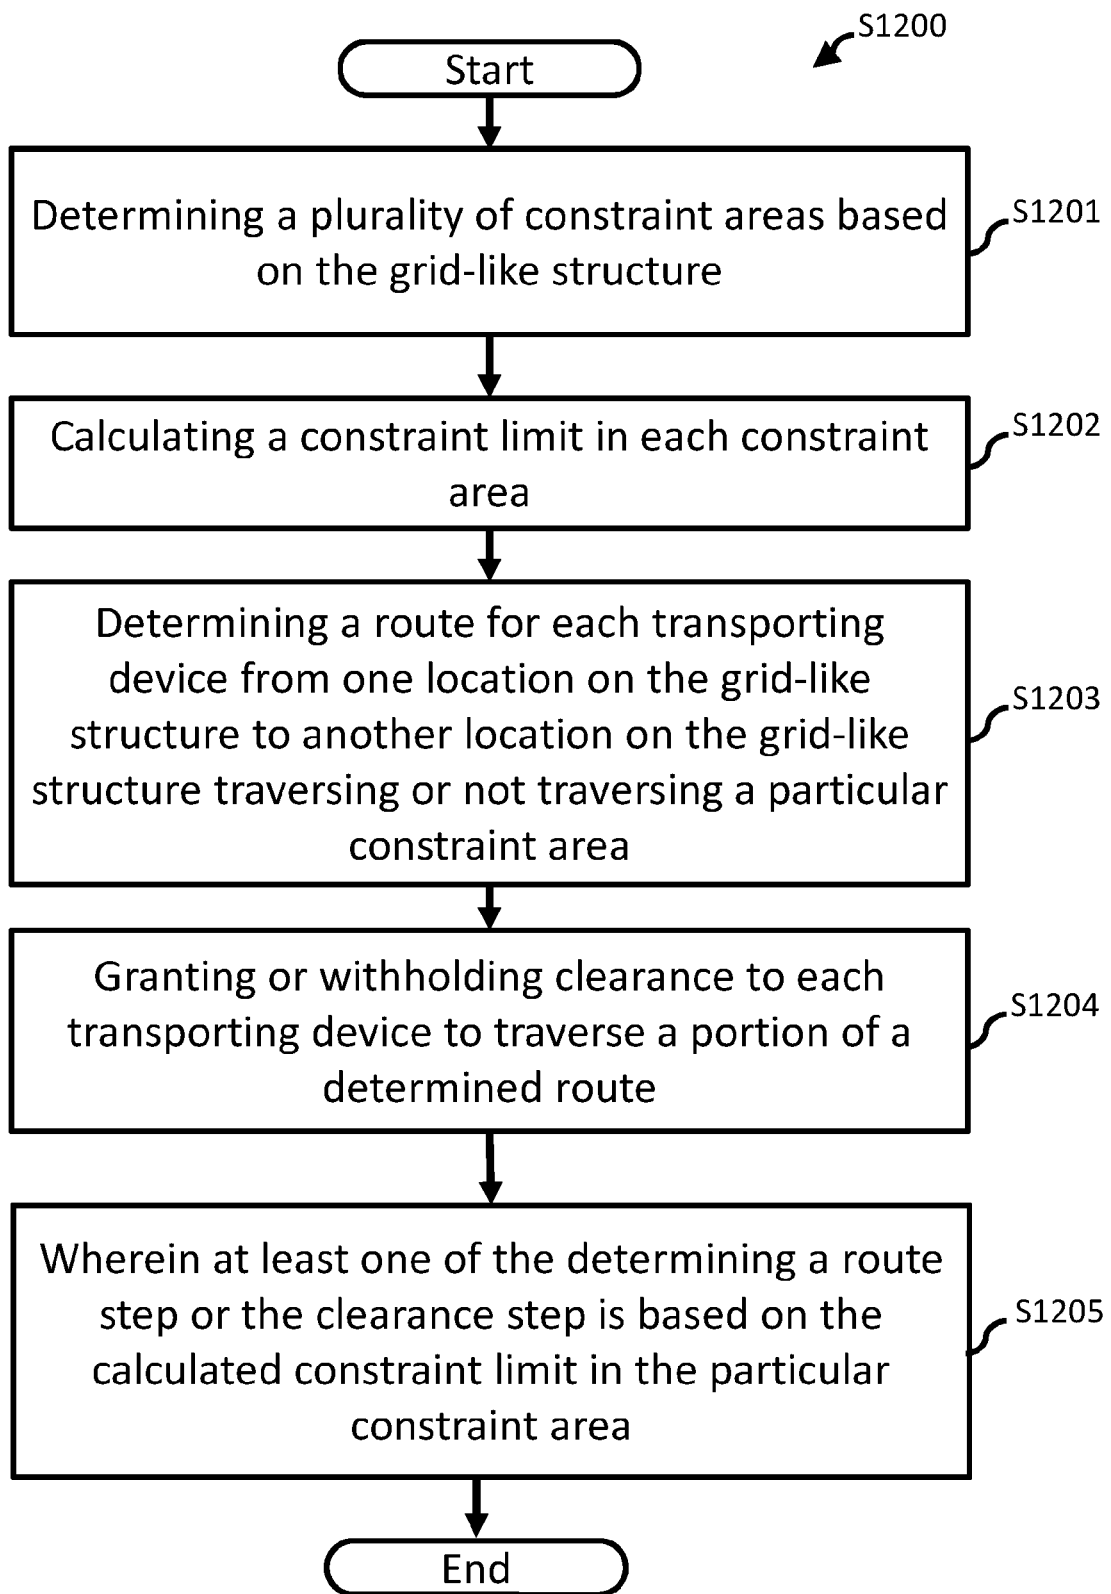 S1200
Start
Determining a plurality of constraint areas based
on the grid-like structure
S1201
Calculating a constraint limit in each constraint
area
S1202
Determining a route for each transporting
device from one location on the grid-like
structure to another location on the grid-like
structure traversing or not traversing a particular
constraint area
S1203
Granting or withholding clearance to each
transporting device to traverse a portion of a
determined route
S1204
Wherein at least one of the determining a route
step or the clearance step is based on the
calculated constraint limit in the particular
constraint area
S1205
End